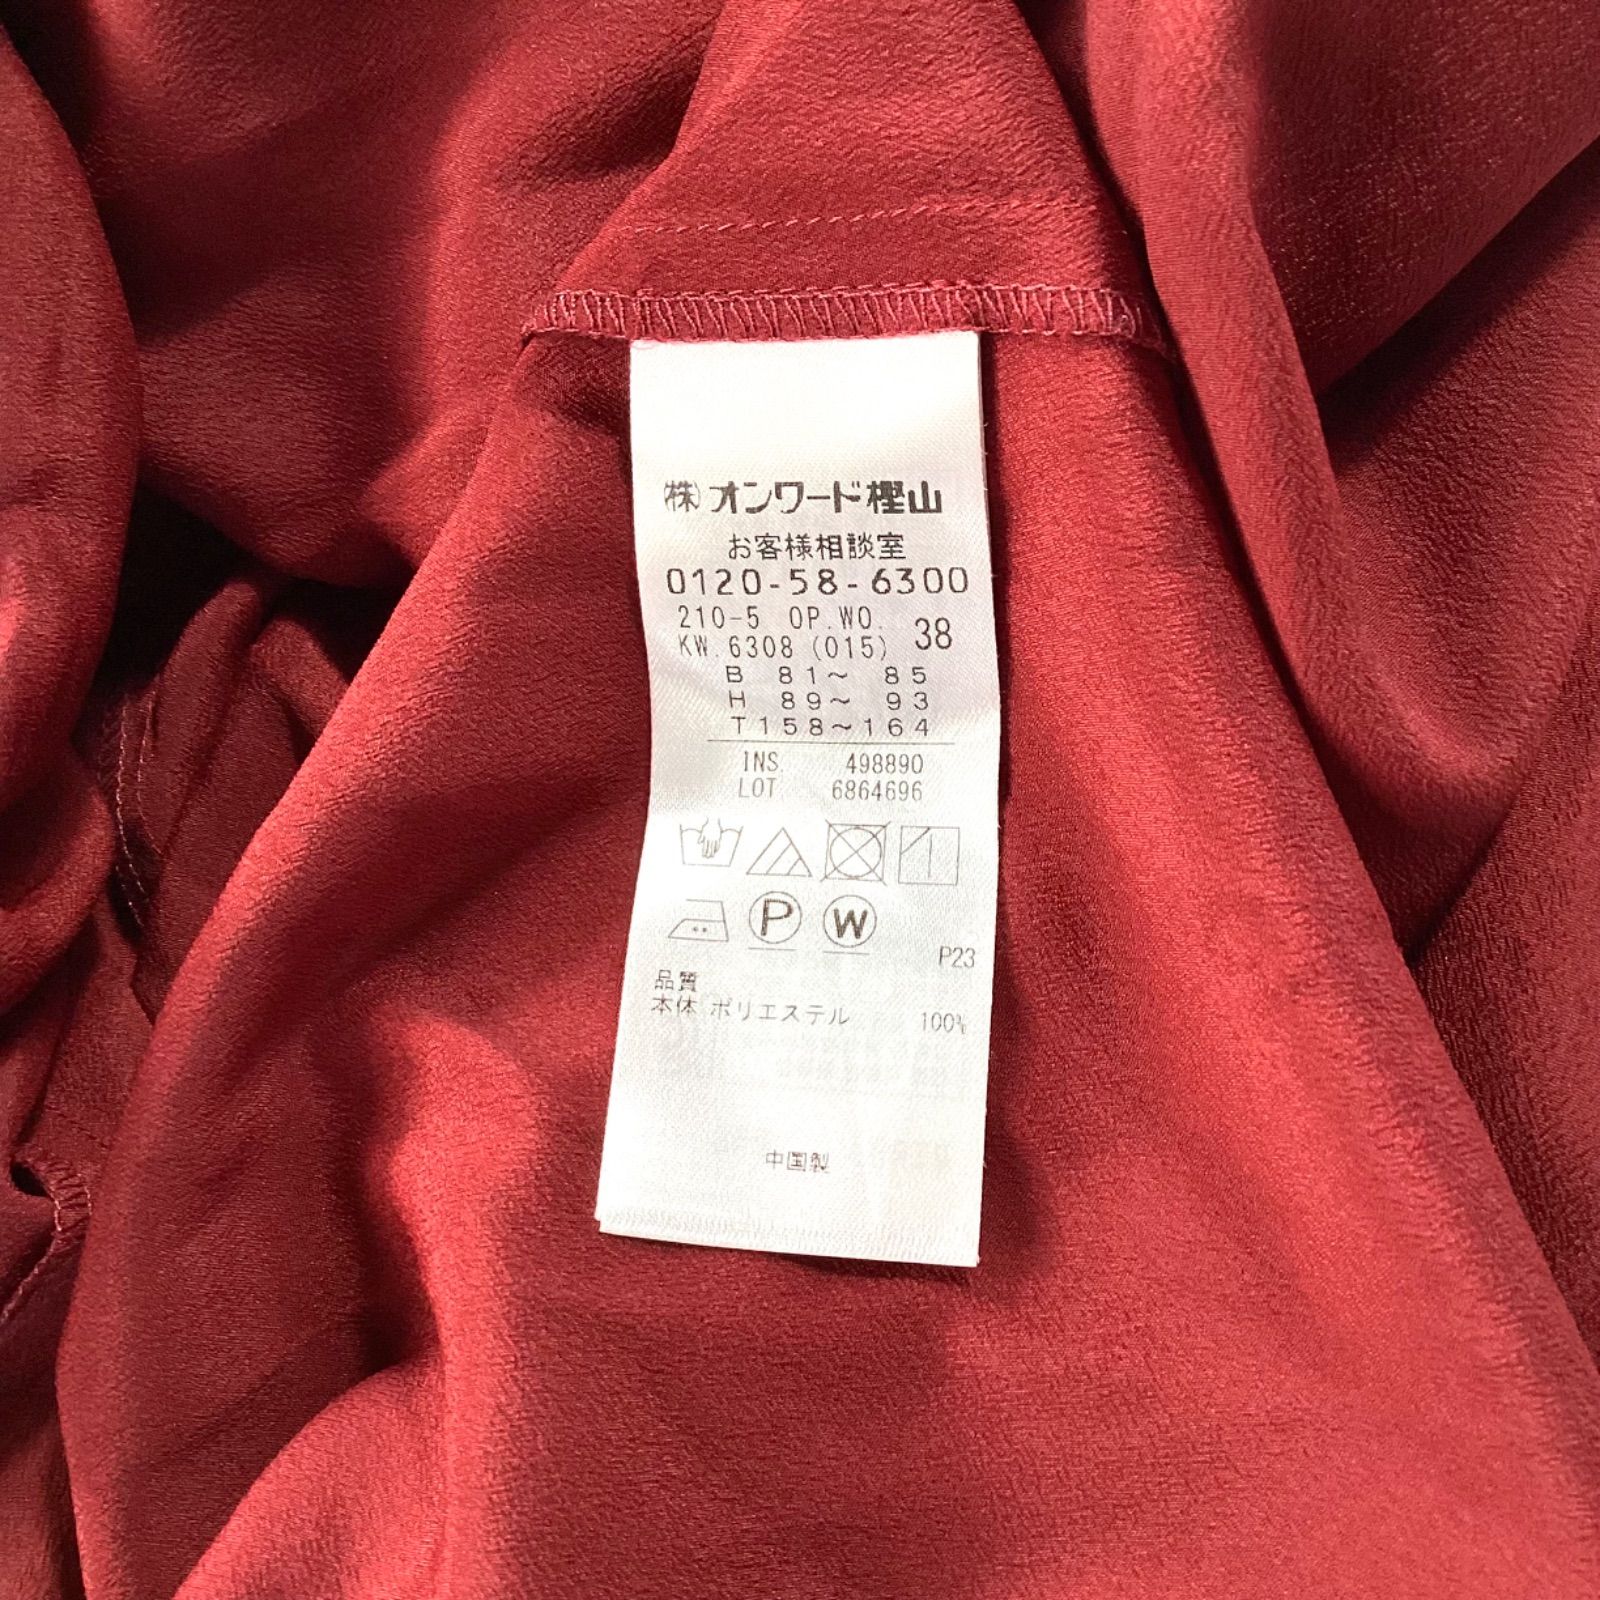 (株)オンワード樫山
お客様相談室
0120-58-6300
210-5 OP.WO.
KW.6308(015) 38
B 81〜 85
H 89〜 93
T158〜164
INS 498890
LOT 6864696
P W
P23
品質
本体 ポリエステル 100%
中国製